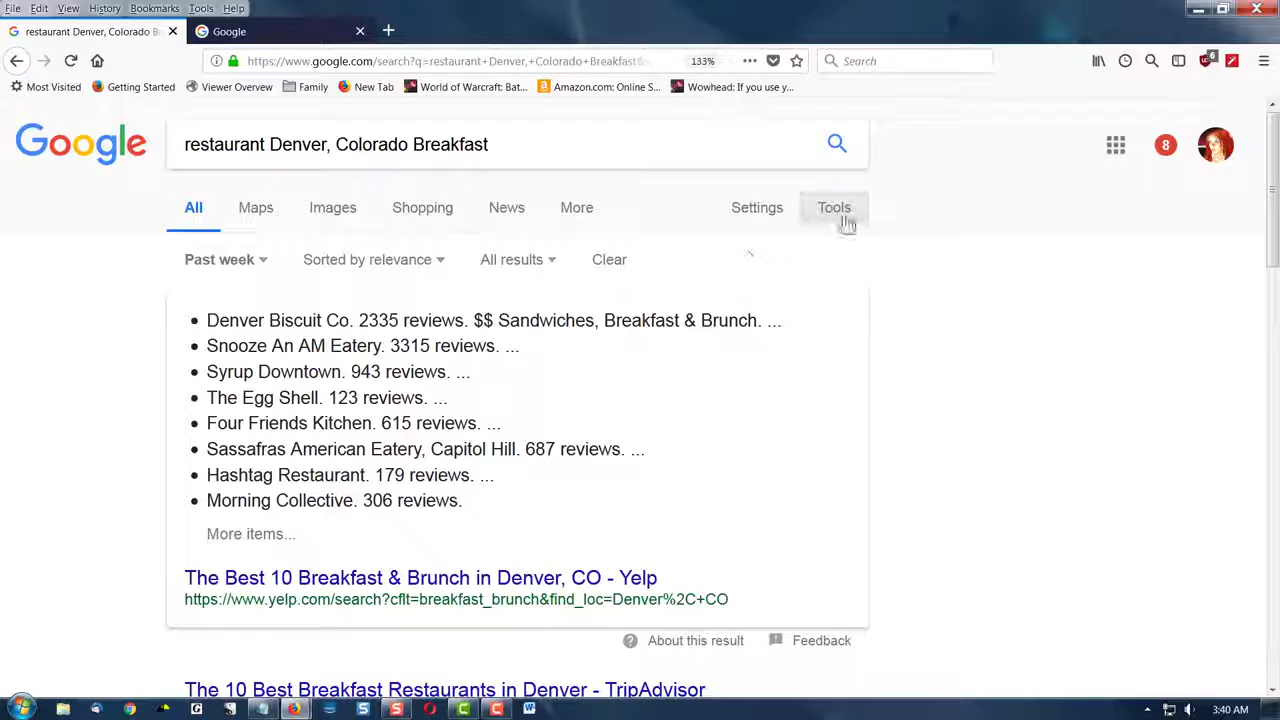 File Edit View History Bookmarks Tools Help
restaurant Denver, Colorado Br Google
https://www.google.com/search?q=restaurant+Denver,+Colorado+Breakfast& 133% Search
Most Visited Getting Started Viewer Overvew Family New Tab World of Warcraft: Bat... Amazon.com: Online S... Wowhead: If you use y...
Google restaurant Denver, Colorado Breakfast 8
All Maps Images Shopping News More Settings Tools
Past week Sorted by relevance All results Clear
• Denver Biscuit Co. 2335 reviews. $$ Sandwiches, Breakfast & Brunch. ...
• Snooze An AM Eatery. 3315 reviews. ...
• Syrup Downtown. 943 reviews. ...
• The Egg Shell. 123 reviews. ...
• Four Friends Kitchen. 615 reviews. ...
• Sassafras American Eatery, Capitol Hill. 687 reviews. ...
• Hashtag Restaurant. 179 reviews. ...
• Morning Collective. 306 reviews.
More items...
The Best 10 Breakfast & Brunch in Denver, CO - Yelp
https://www.yelp.com/search?cflt=breakfast_brunch&find_loc=Denver%2C+CO
About this result Feedback
The 10 Best Breakfast Restaurants in Denver - TripAdvisor
3:40 AM